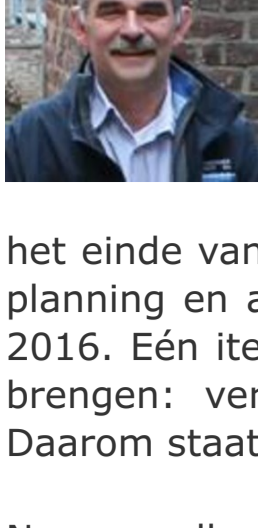 het einde van
planning en a
2016. Eén ite
brengen: ver
Daarom staat